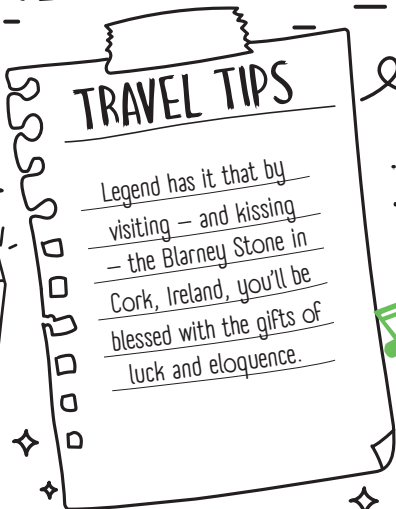 TRAVEL TIPS
Legend has it that by
visiting – and kissing
– the Blarney Stone in
Cork, Ireland, you'll be
blessed with the gifts of
luck and eloquence.